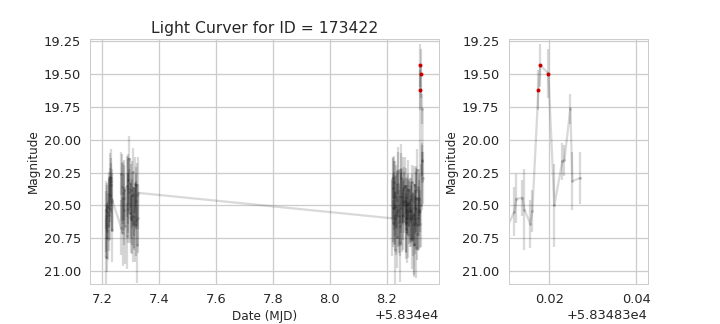 Light Curver for ID = 173422
Magnitude
19.25
19.50
19.75
20.00
20.25
20.50
20.75
21.00
7.2 7.4 7.6 7.8 8.0 8.2
Date (MJD)
+5.834e4
Magnitude
19.25
19.50
19.75
20.00
20.25
20.50
20.75
21.00
0.02 0.04
+5.83483e4